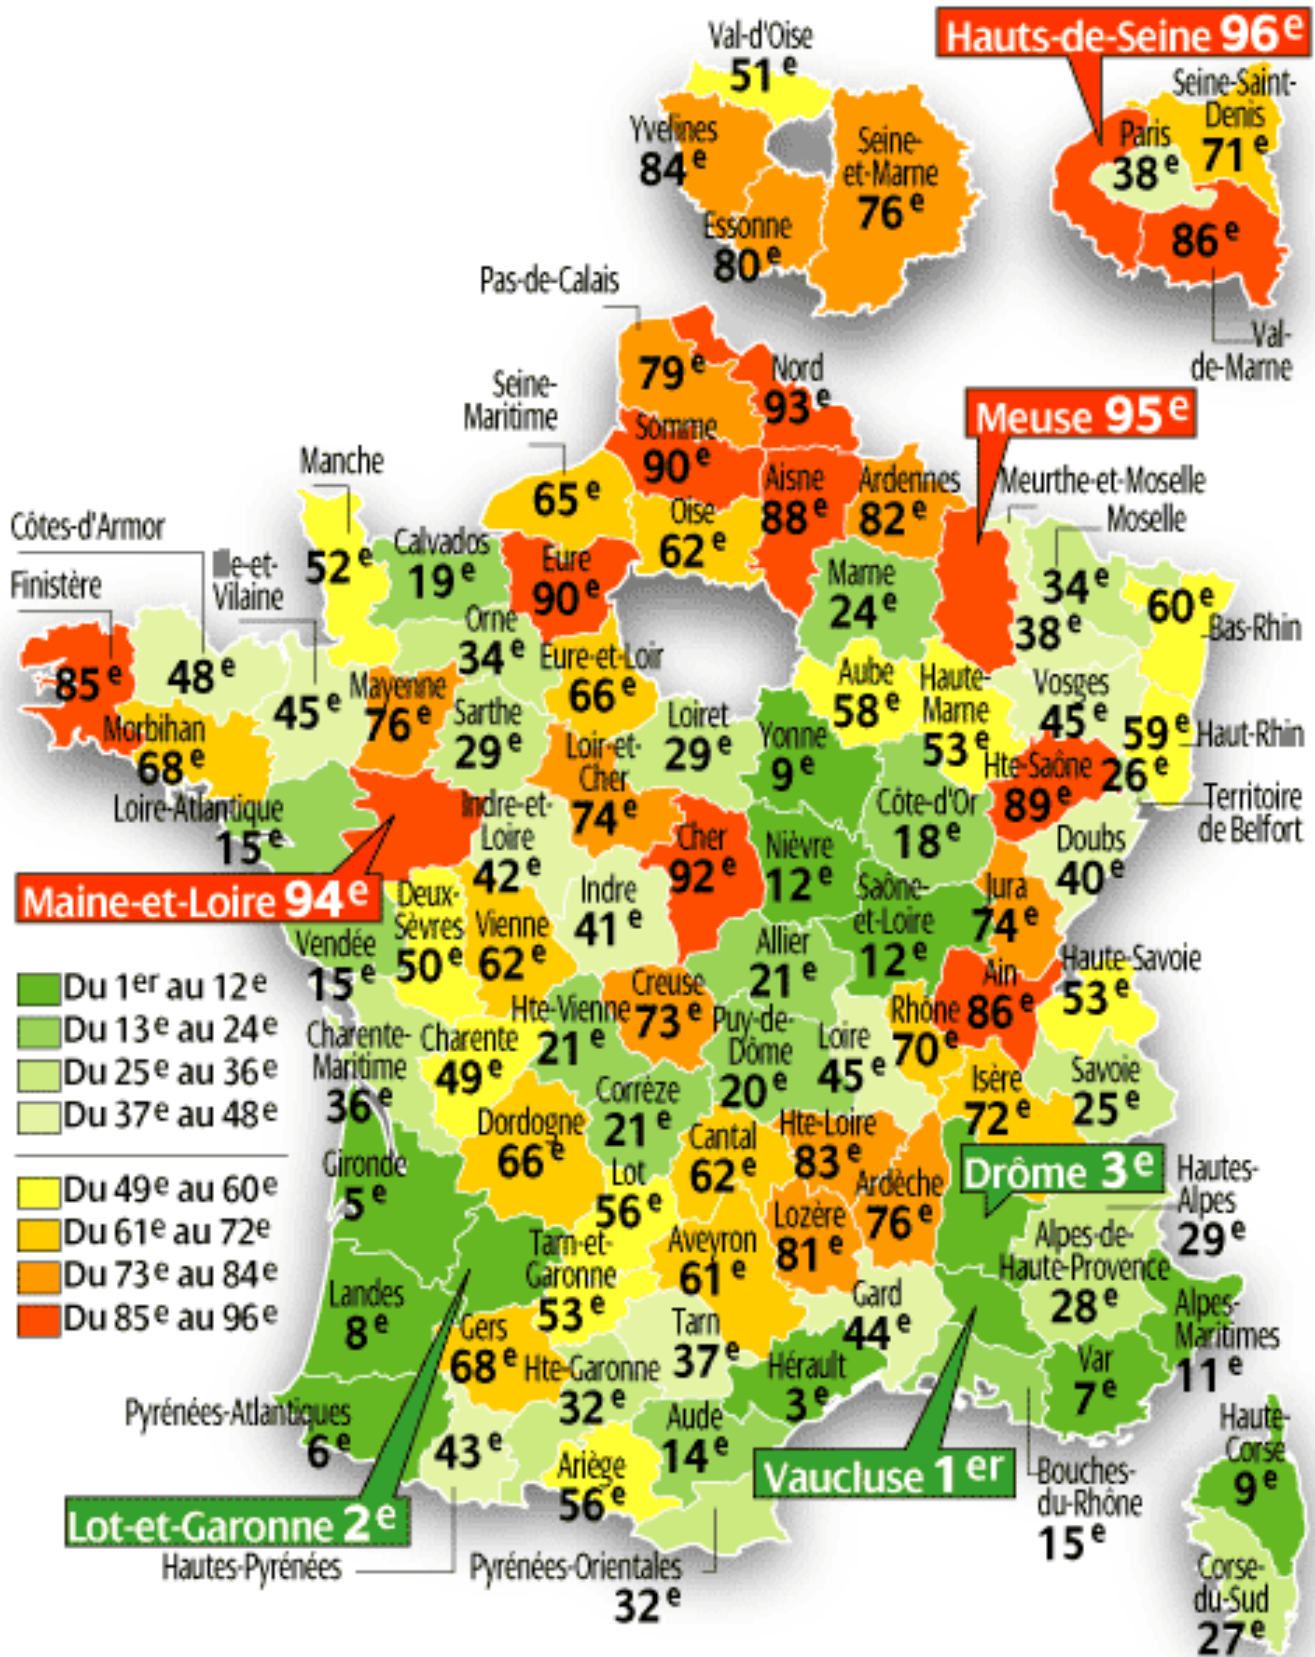 Val-d'Oise
51e
Hauts-de-Seine 96e
Yvelines
84e
Seine-
et-Marne
76e
Essonne
80e
Seine-Saint-
Denis
71e
Paris
38e
86e
Val-
de-Marne
Pas-de-Calais
79e
Nord
93e
Seine-
Maritime
65e
Somme
90e
Aisne
88e
Ardennes
82e
Meuse 95e
Meurthe-et-Moselle
Moselle
34e
38e
60e
Bas-Rhin
Manche
52e
Calvados
19e
Eure
90e
Oise
62e
Marne
24e
Côtes-d'Armor
48e
Finistère
85e
Ille-et-
Vilaine
45e
Orne
34e
Eure-et-Loir
66e
Aube
58e
Haute-
Marne
53e
Vosges
45e
59e
Haut-Rhin
Morbihan
68e
Mayenne
76e
Sarthe
29e
Loir-et-
Cher
74e
Loiret
29e
Yonne
9e
Hte-Saône
89e
26e
Territoire
de Belfort
Loire-Atlantique
15e
Indre-et-
Loire
42e
Cher
92e
Nièvre
12e
Côte-d'Or
18e
Doubs
40e
Maine-et-Loire 94e
Deux-
Sèvres
50e
Vienne
62e
Indre
41e
Saône-
et-Loire
12e
Jura
74e
Vendée
15e
Allier
21e
Ain
86e
Haute-Savoie
53e
Du 1er au 12e
Du 13e au 24e
Du 25e au 36e
Du 37e au 48e
Du 49e au 60e
Du 61e au 72e
Du 73e au 84e
Du 85e au 96e
Charente-
Maritime
36e
Charente
49e
Hte-Vienne
21e
Creuse
73e
Puy-de-
Dôme
20e
Loire
45e
Rhône
70e
Isère
72e
Savoie
25e
Corrèze
21e
Dordogne
66e
Cantal
62e
Hte-Loire
83e
Ardèche
76e
Drôme 3e
Hautes-
Alpes
29e
Gironde
5e
Lot
56e
Lozère
81e
Aveyron
61e
Tarn-et-
Garonne
53e
Alpes-de-
Haute-Provence
28e
Alpes-
Maritimes
11e
Landes
8e
Gers
68e
Hte-Garonne
32e
Tarn
37e
Gard
44e
Hérault
3e
Var
7e
Pyrénées-Atlantiques
6e
43e
Ariège
56e
Aude
14e
Vaucluse 1er
Bouches-
du-Rhône
15e
Haute-
Corse
9e
Lot-et-Garonne 2e
Hautes-Pyrénées
Pyrénées-Orientales
32e
Corse-
du-Sud
27e